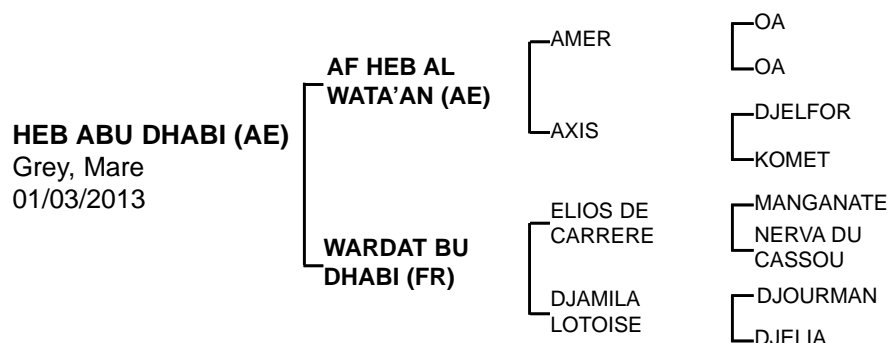 HEB ABU DHABI (AE)
Grey, Mare
01/03/2013
AF HEB AL
WATA'AN (AE)
WARDAT BU
DHABI (FR)
AMER
AXIS
ELIOS DE
CARRERE
DJAMILA
LOTOISE
OA
OA
DJELFOR
KOMET
MANGANATE
NERVA DU
CASSOU
DJOURMAN
DJELIA